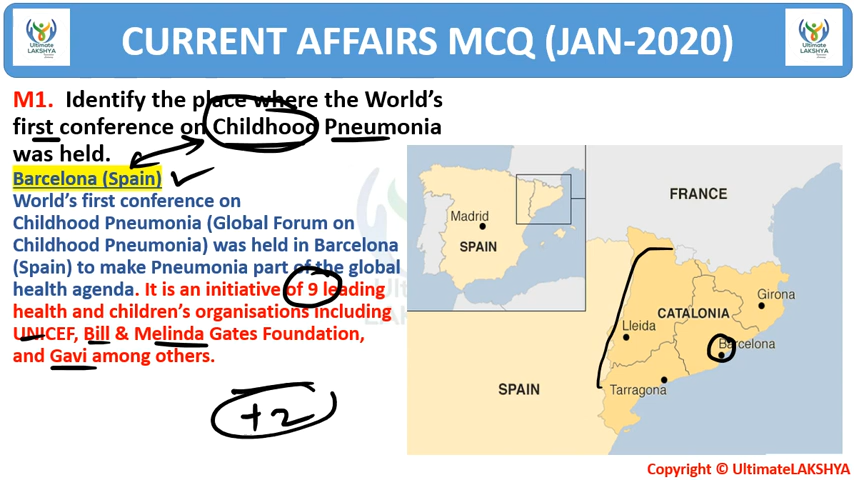 Ultimate
LAKSHYA
CURRENT AFFAIRS MCQ (JAN-2020)
Ultimate
LAKSHYA
M1. Identify the place where the World's
first conference on Childhood Pneumonia
was held.
Barcelona (Spain)
World's first conference on
Childhood Pneumonia (Global Forum on
Childhood Pneumonia) was held in Barcelona
(Spain) to make Pneumonia part of the global
health agenda. It is an initiative of 9 leading
health and children's organisations including
UNICEF, Bill & Melinda Gates Foundation,
and Gavi among others.
+2
FRANCE
Madrid
SPAIN
Girona
CATALONIA
Lleida
Barcelona
Tarragona
SPAIN
Copyright © UltimateLAKSHYA